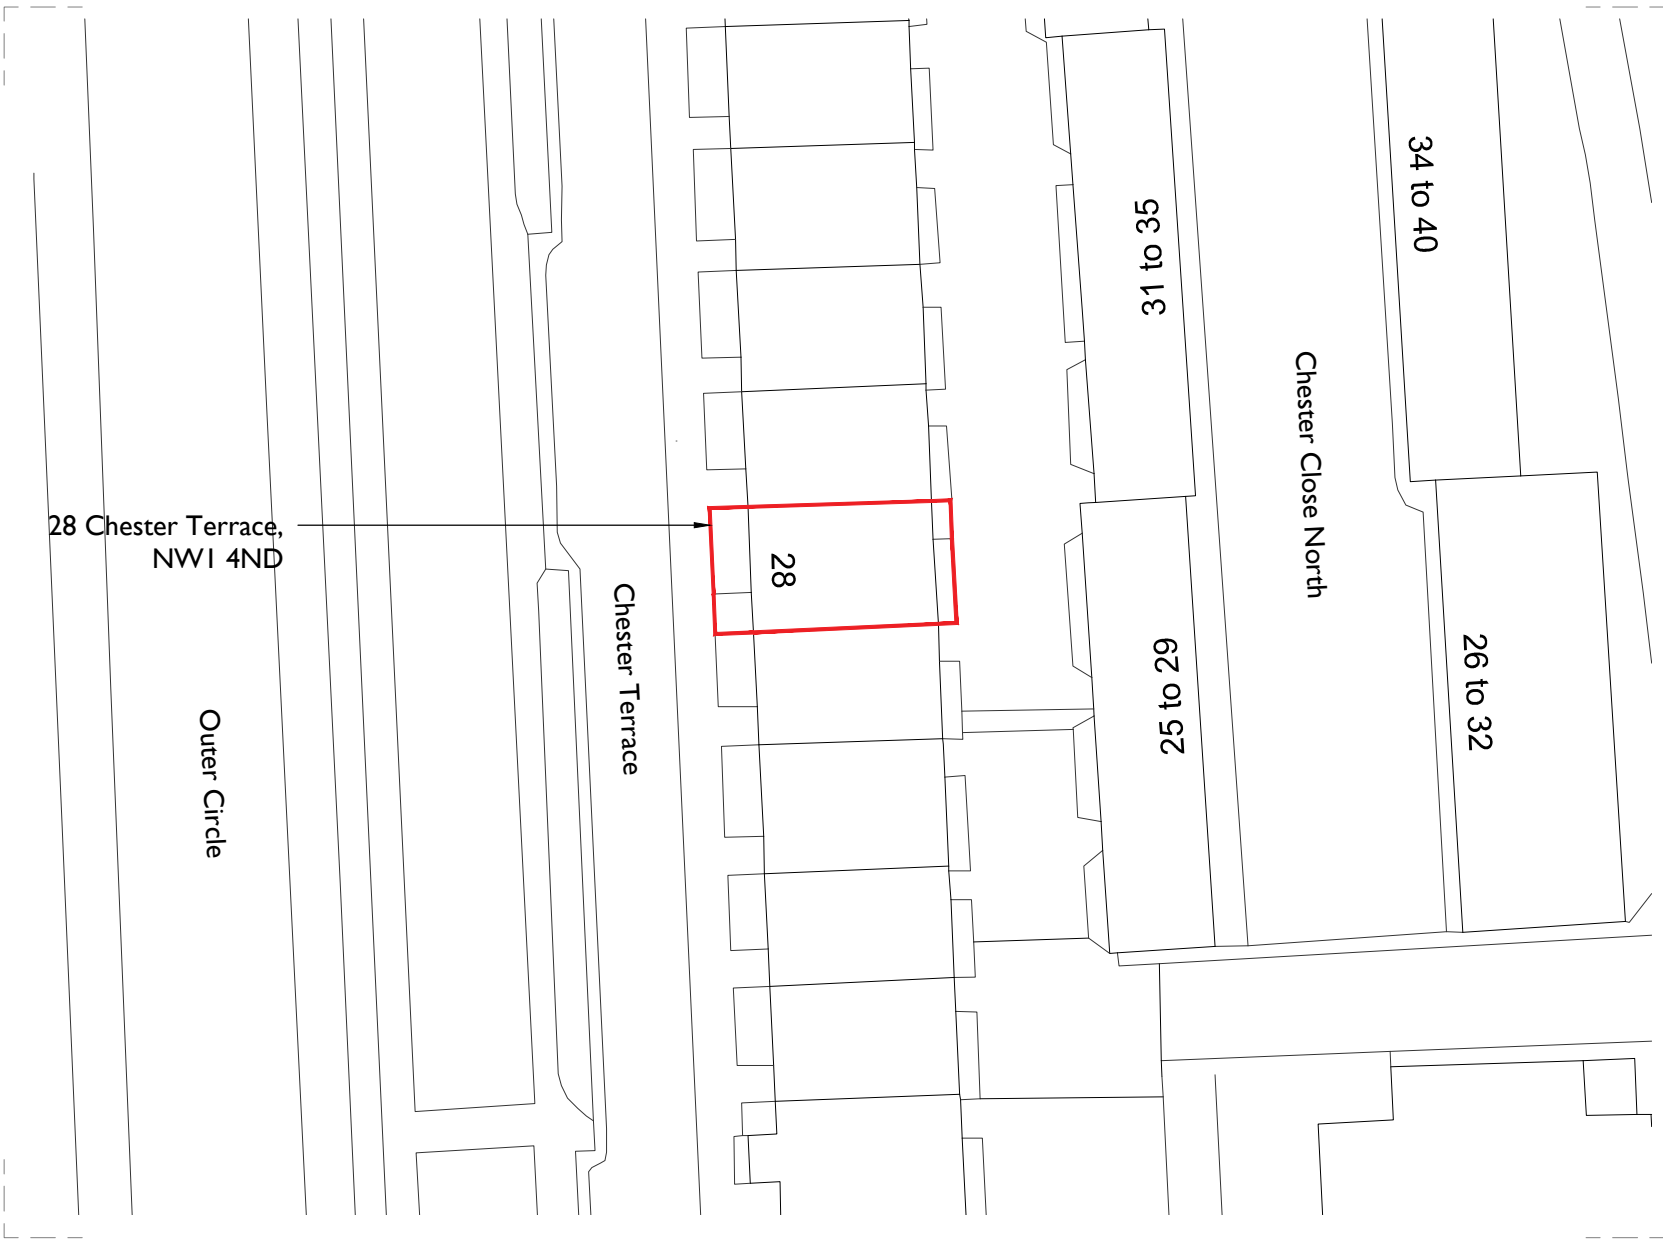 34 to 40
31 to 35
Chester Close North
28 Chester Terrace,
NW1 4ND
28
Chester Terrace
25 to 29
26 to 32
Outer Circle